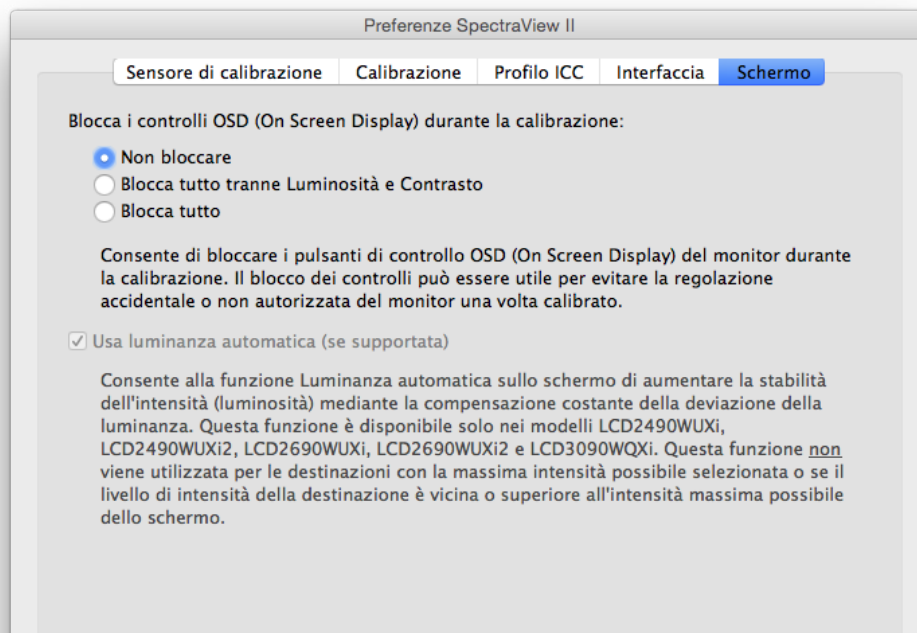 Preferenze SpectraView II
Sensore di calibrazione
Calibrazione
Profilo ICC
Interfaccia
Schermo
Blocca i controlli OSD (On Screen Display) durante la calibrazione:
Non bloccare
Blocca tutto tranne Luminosità e Contrasto
Blocca tutto
Consente di bloccare i pulsanti di controllo OSD (On Screen Display) del monitor durante
la calibrazione. Il blocco dei controlli può essere utile per evitare la regolazione
accidentale o non autorizzata del monitor una volta calibrato.
Usa luminanza automatica (se supportata)
Consente alla funzione Luminanza automatica sullo schermo di aumentare la stabilità
dell'intensità (luminosità) mediante la compensazione costante della deviazione della
luminanza. Questa funzione è disponibile solo nei modelli LCD2490WUXi,
LCD2490WUXi2, LCD2690WUXi, LCD2690WUXi2 e LCD3090WQXi. Questa funzione non
viene utilizzata per le destinazioni con la massima intensità possibile selezionata o se il
livello di intensità della destinazione è vicina o superiore all'intensità massima possibile
dello schermo.